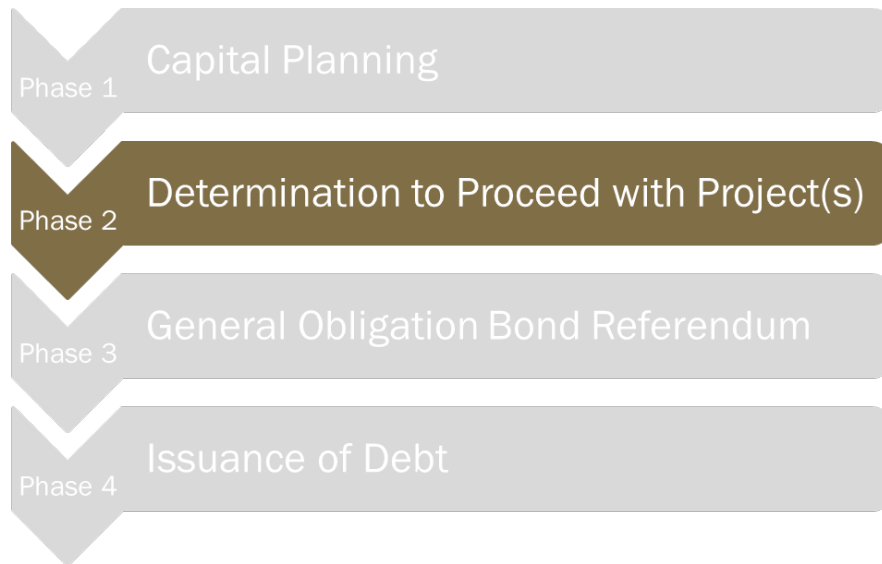 Phase 1
Capital Planning
Phase 2
Determination to Proceed with Project(s)
Phase 3
General Obligation Bond Referendum
Phase 4
Issuance of Debt